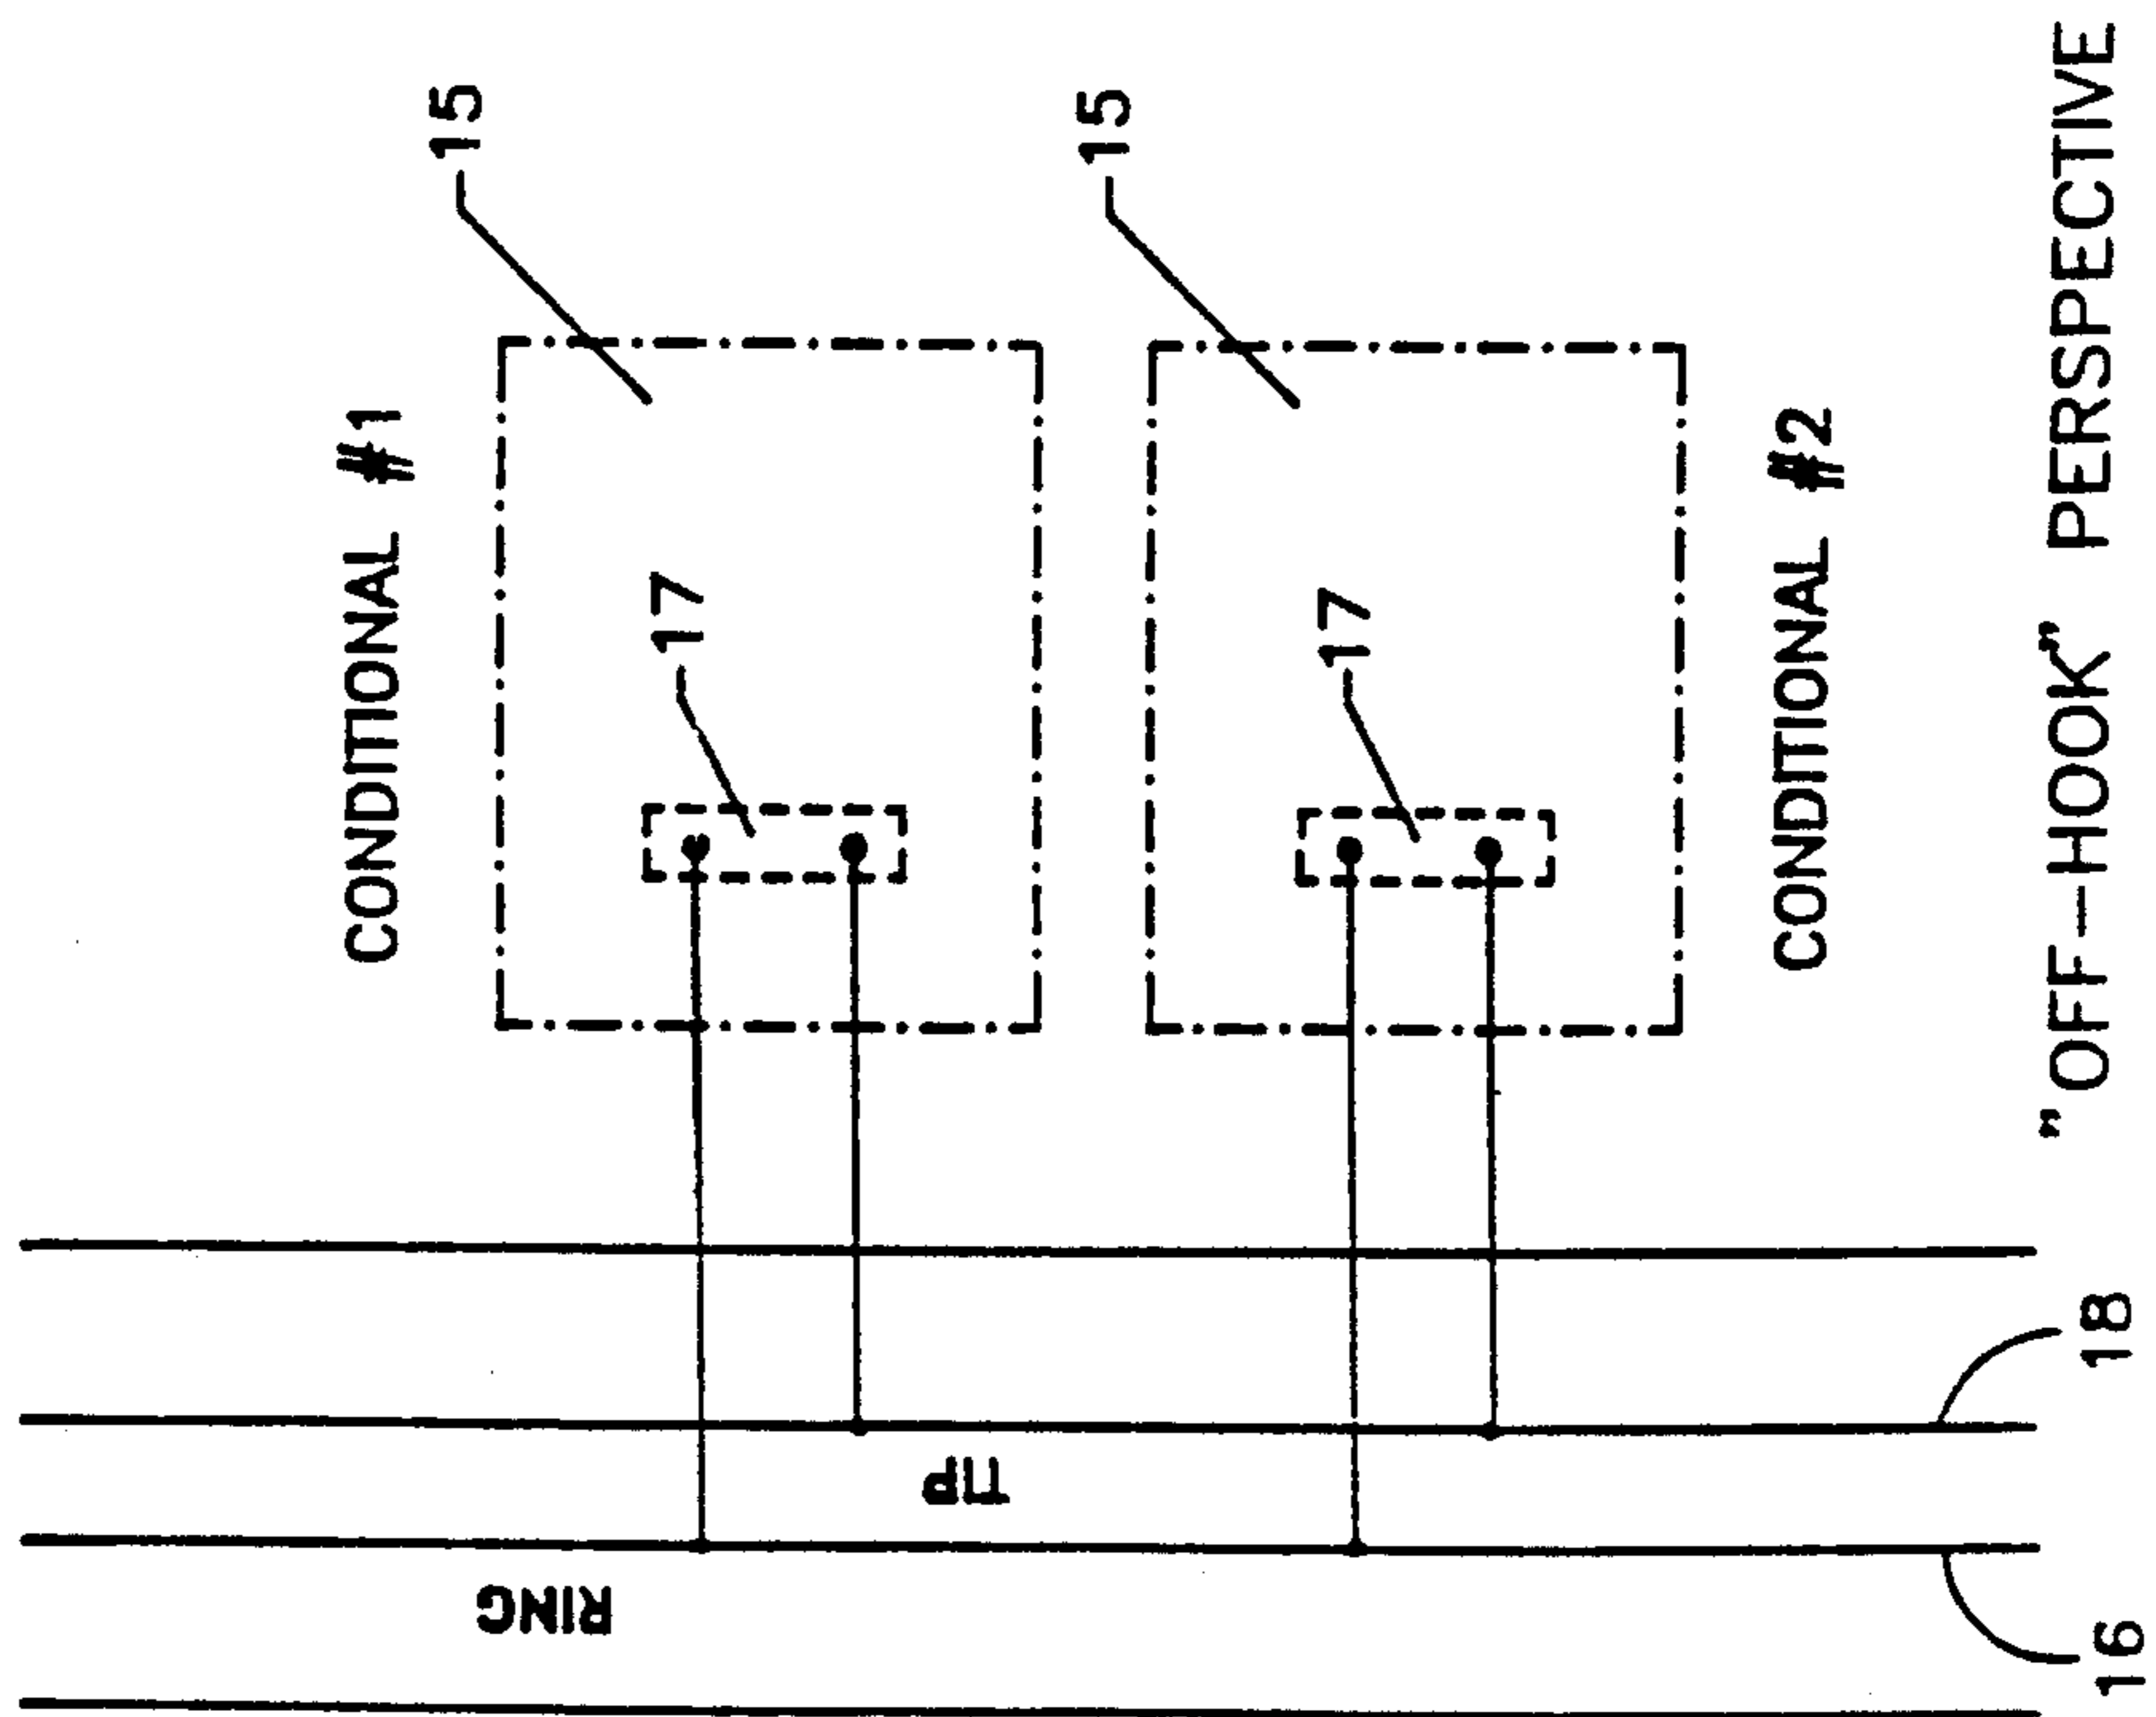 CONDITIONAL #1
15
17
15
17
CONDITIONAL #2
RING
TIP
16
18
"OFF-HOOK" PERSPECTIVE